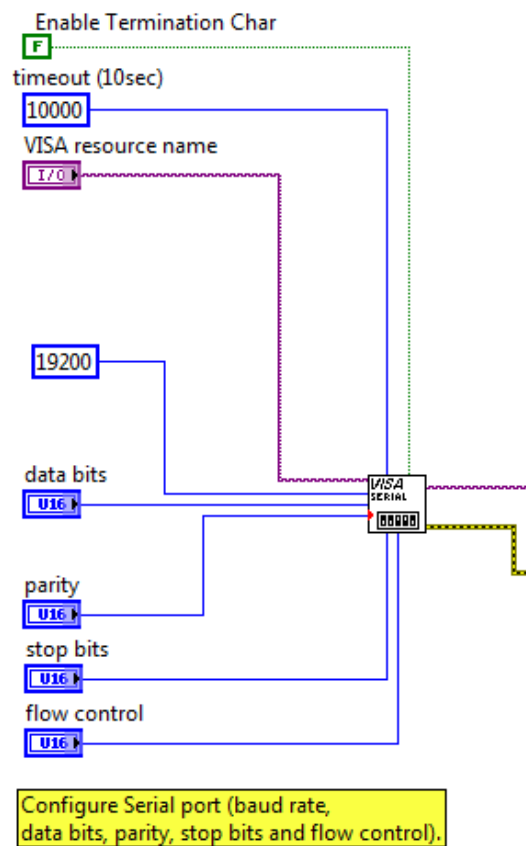 Enable Termination Char
F
timeout (10sec)
10000
VISA resource name
I/O
19200
data bits
U16
VISA
SERIAL
parity
U16
stop bits
U16
flow control
U16
Configure Serial port (baud rate,
data bits, parity, stop bits and flow control).